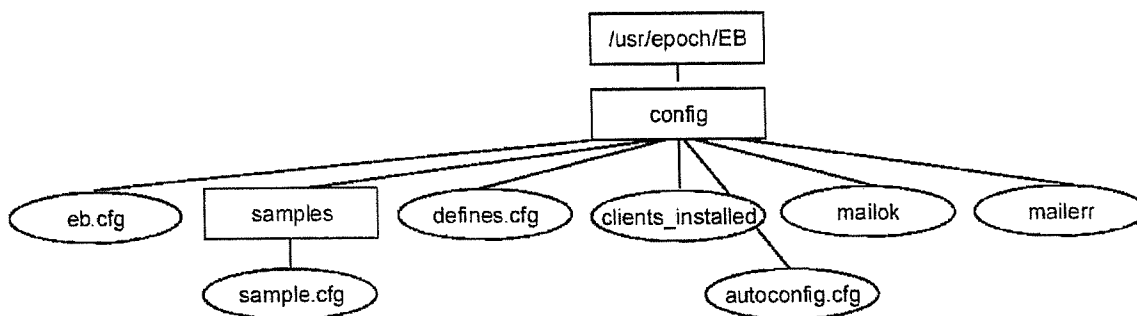 /usr/epoch/EB
config
eb.cfg
samples
defines.cfg
clients_installed
mailok
mailerr
sample.cfg
autoconfig.cfg